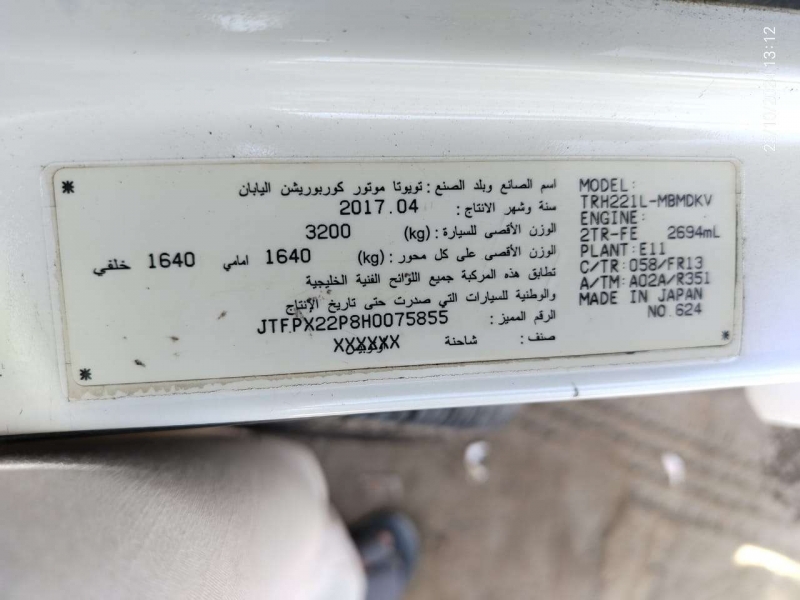 اسم الصانع وبلد الصنع : تويوتا موتور كوربوريشن اليابان
سنة وشهر الانتاج : 2017.04
الوزن الأقصى للسيارة : (kg) 3200
الوزن الأقصى على كل محور : (kg) 1640 امامي 1640 خلفي
تطابق هذه المركبة جميع اللوائح الفنية الخليجية
والوطنية للسيارات التي صدرت حتى تاريخ الإنتاج
الرقم المميز : JTFPX22P8H0075855
صنف : شاحنة XXXXXX
MODEL:
TRH221L-MBMDKV
ENGINE:
2TR-FE 2694mL
PLANT: E11
C/TR: 058/FR13
A/TM: A02A/R351
MADE IN JAPAN
NO. 624
13:12